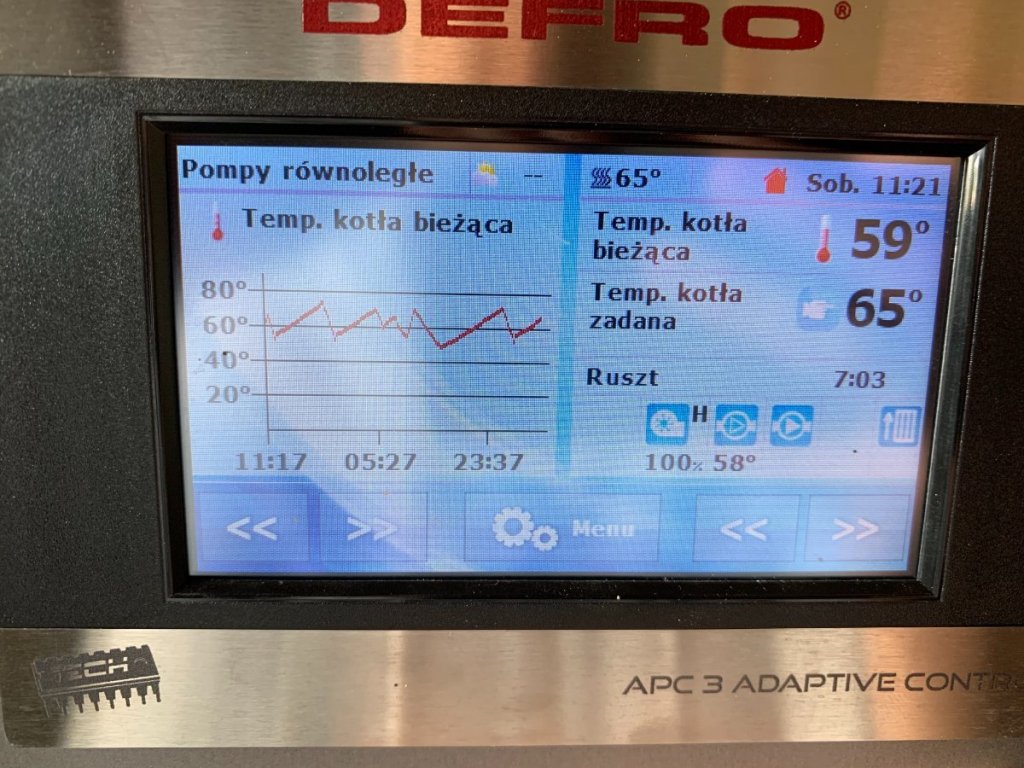 DEFRO®
Pompy równoległe --
65° Sob. 11:21
Temp. kotła bieżąca
Temp. kotła
bieżąca
59°
80°
60°
40°
20°
11:17 05:27 23:37
Temp. kotła
zadana
65°
Ruszt 7:03
H
100% 58°
<< >> Menu << >>
TECH
APC 3 ADAPTIVE CONTR